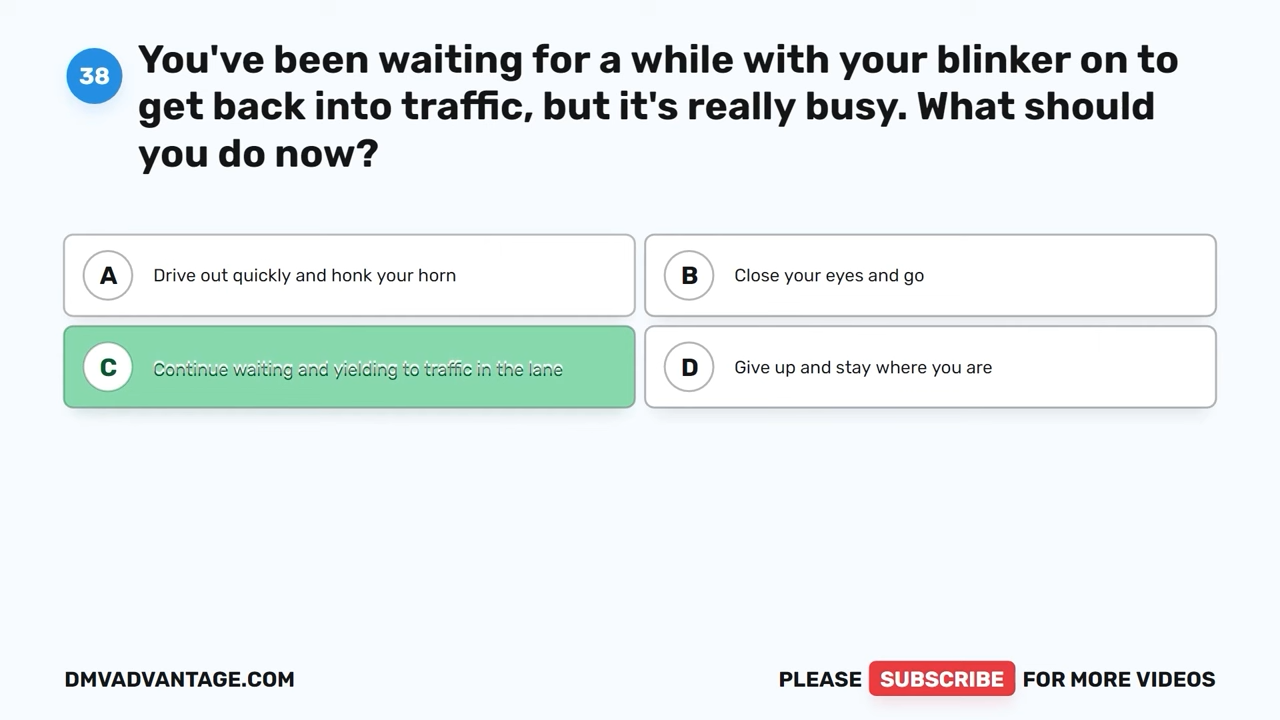 38
You've been waiting for a while with your blinker on to
get back into traffic, but it's really busy. What should
you do now?
A Drive out quickly and honk your horn
B Close your eyes and go
C Continue waiting and yielding to traffic in the lane
D Give up and stay where you are
DMVADVANTAGE.COM
PLEASE SUBSCRIBE FOR MORE VIDEOS